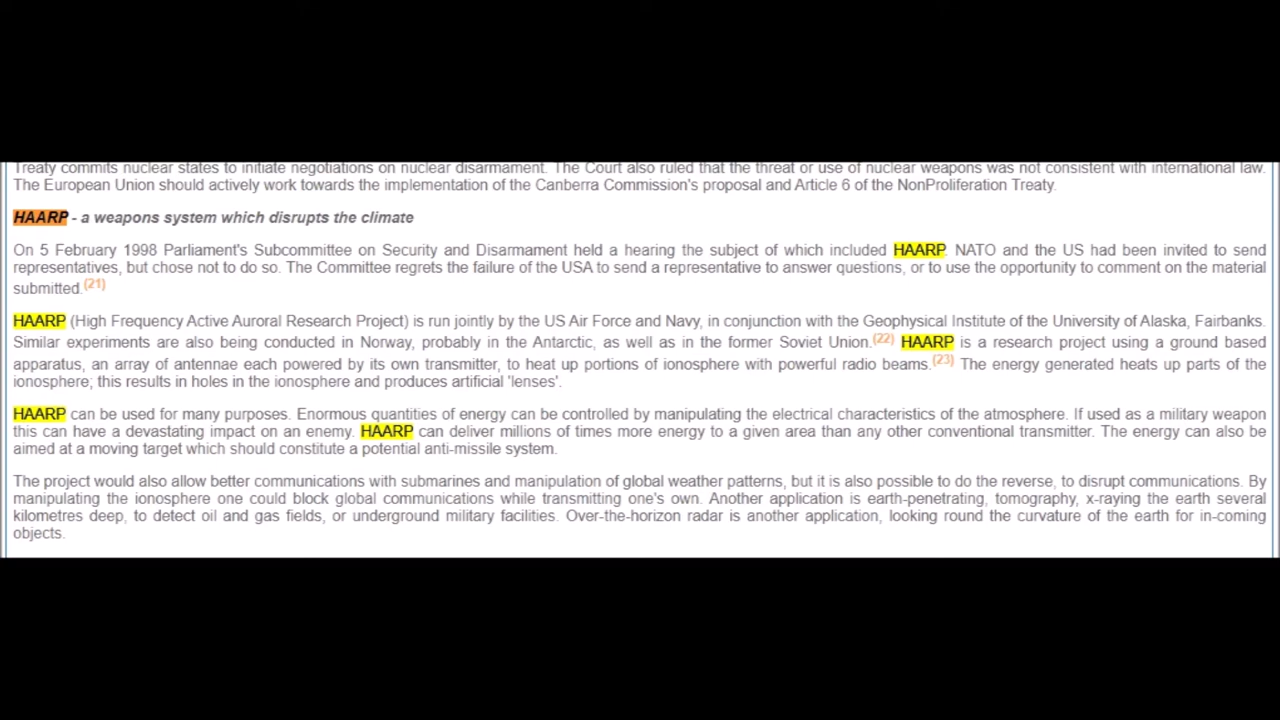 Treaty commits nuclear states to initiate negotiations on nuclear disarmament. The Court also ruled that the threat or use of nuclear weapons was not consistent with international law.
The European Union should actively work towards the implementation of the Canberra Commission's proposal and Article 6 of the NonProliferation Treaty.
HAARP - a weapons system which disrupts the climate
On 5 February 1998 Parliament's Subcommittee on Security and Disarmament held a hearing the subject of which included HAARP. NATO and the US had been invited to send
representatives, but chose not to do so. The Committee regrets the failure of the USA to send a representative to answer questions, or to use the opportunity to comment on the material
submitted.(21)
HAARP (High Frequency Active Auroral Research Project) is run jointly by the US Air Force and Navy, in conjunction with the Geophysical Institute of the University of Alaska, Fairbanks.
Similar experiments are also being conducted in Norway, probably in the Antarctic, as well as in the former Soviet Union.(22) HAARP is a research project using a ground based
apparatus, an array of antennae each powered by its own transmitter, to heat up portions of ionosphere with powerful radio beams.(23) The energy generated heats up parts of the
ionosphere; this results in holes in the ionosphere and produces artificial 'lenses'.
HAARP can be used for many purposes. Enormous quantities of energy can be controlled by manipulating the electrical characteristics of the atmosphere. If used as a military weapon
this can have a devastating impact on an enemy. HAARP can deliver millions of times more energy to a given area than any other conventional transmitter. The energy can also be
aimed at a moving target which should constitute a potential anti-missile system.
The project would also allow better communications with submarines and manipulation of global weather patterns, but it is also possible to do the reverse, to disrupt communications. By
manipulating the ionosphere one could block global communications while transmitting one's own. Another application is earth-penetrating, tomography, x-raying the earth several
kilometres deep, to detect oil and gas fields, or underground military facilities. Over-the-horizon radar is another application, looking round the curvature of the earth for in-coming
objects.